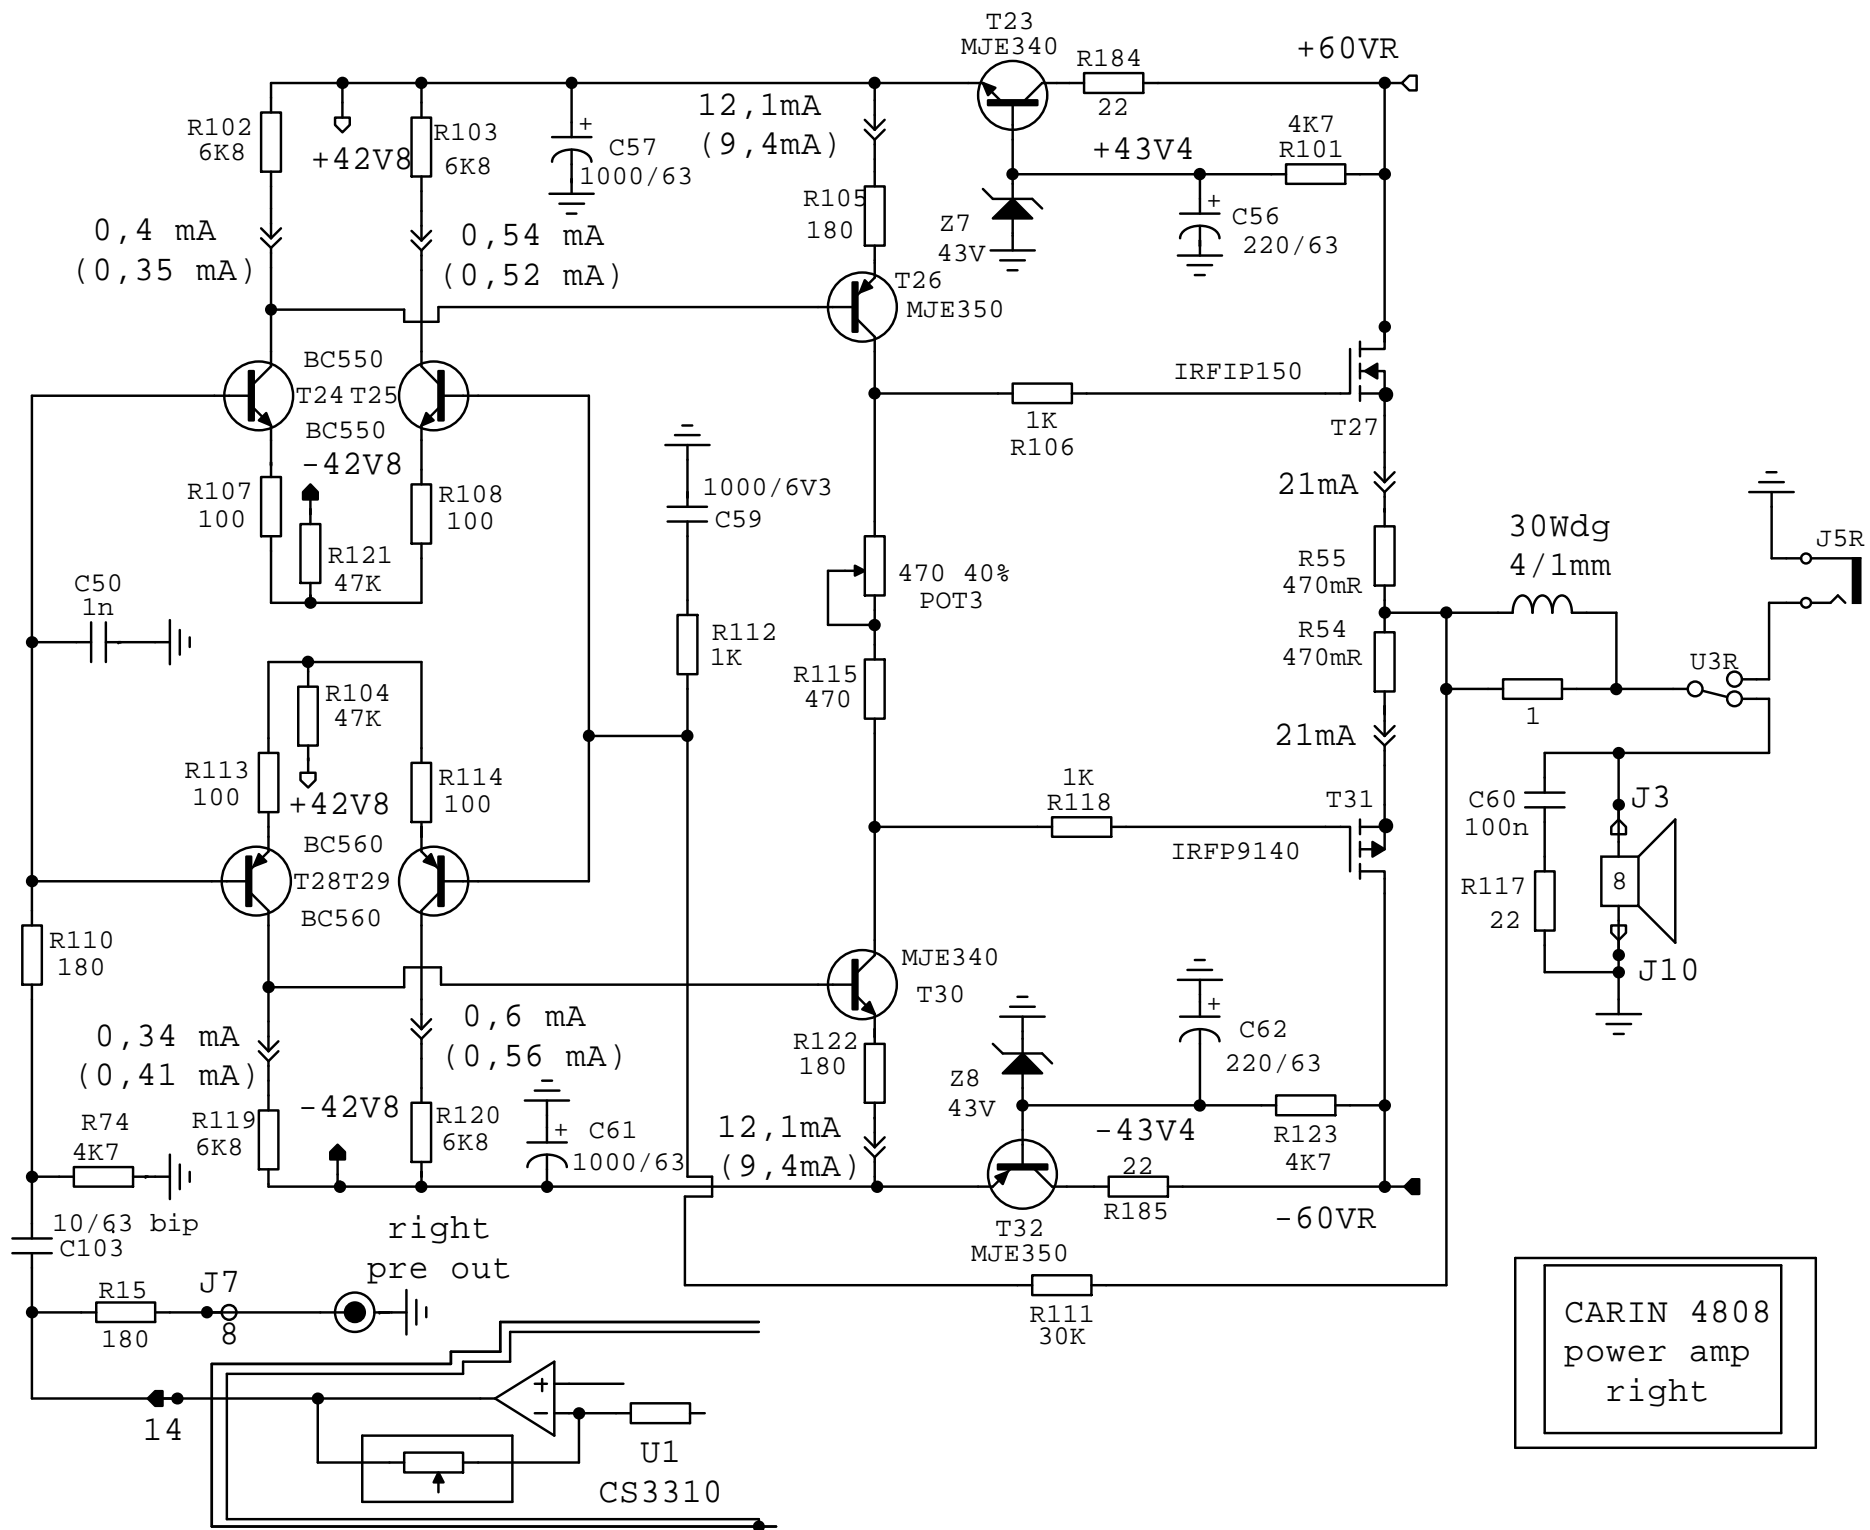 T23
MJE340
R184
22
+60VR
R102
6K8
+42V8
R103
6K8
+
C57
1000/63
12,1mA
(9,4mA)
4K7
R101
+43V4
R105
180
Z7
43V
+
C56
220/63
0,4 mA
(0,35 mA)
0,54 mA
(0,52 mA)
T26
MJE350
BC550
T24
T25
BC550
-42V8
IRFIP150
T27
1K
R106
R107
100
R108
100
R121
47K
1000/6V3
C59
21mA
30Wdg
4/1mm
J5R
R55
470mR
C50
1n
470 40%
POT3
R112
1K
R54
470mR
R115
470
U3R
1
R104
47K
21mA
R113
100
+42V8
R114
100
1K
R118
T31
IRFP9140
C60
100n
J3
BC560
T28
T29
BC560
8
R117
22
R110
180
MJE340
T30
J10
0,34 mA
(0,41 mA)
0,6 mA
(0,56 mA)
R122
180
+
C62
220/63
Z8
43V
R74
4K7
R119
6K8
-42V8
R120
6K8
+
C61
1000/63
12,1mA
(9,4mA)
-43V4
R123
4K7
22
R185
-60VR
10/63 bip
C103
right
pre out
T32
MJE350
R15
180
J7
8
R111
30K
CARIN 4808
power amp
right
+
-
14
U1
CS3310